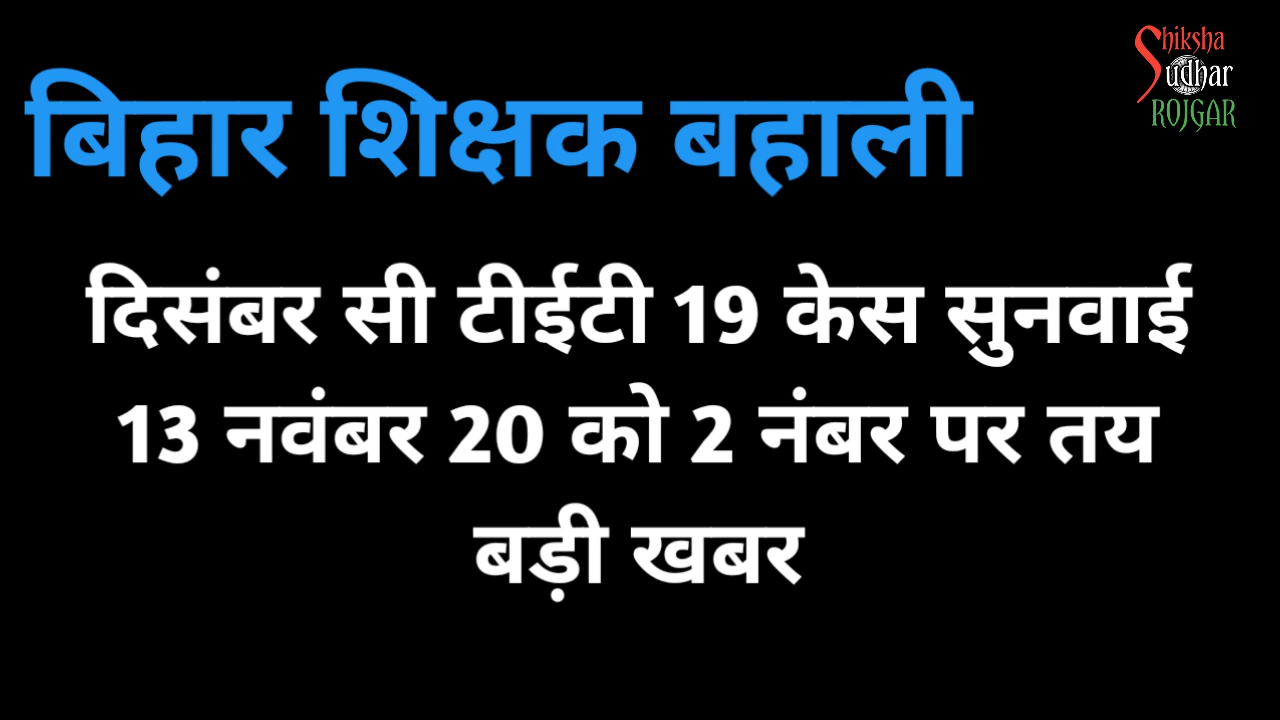 Shiksha
Sudhar
ROJGAR
बिहार शिक्षक बहाली
दिसंबर सी टीईटी 19 केस सुनवाई
13 नवंबर 20 को 2 नंबर पर तय
बड़ी खबर